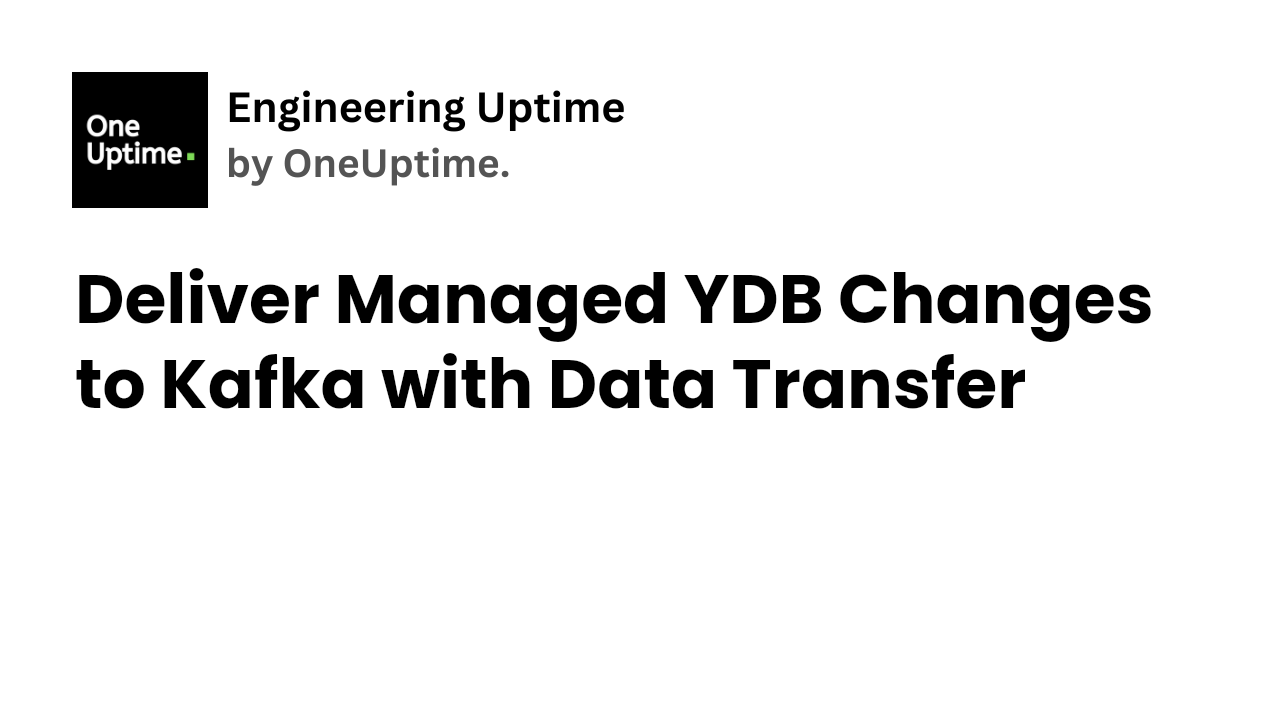 One
Uptime.
Engineering Uptime
by OneUptime.
Deliver Managed YDB Changes
to Kafka with Data Transfer